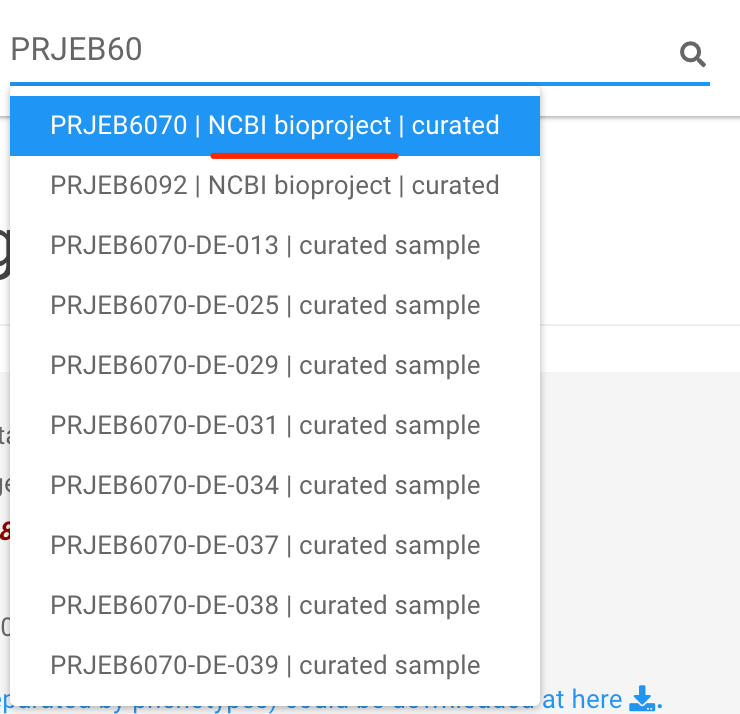 PRJEB60
PRJEB6070 | NCBI bioproject | curated
PRJEB6092 | NCBI bioproject | curated
PRJEB6070-DE-013 | curated sample
PRJEB6070-DE-025 | curated sample
PRJEB6070-DE-029 | curated sample
PRJEB6070-DE-031 | curated sample
PRJEB6070-DE-034 | curated sample
PRJEB6070-DE-037 | curated sample
PRJEB6070-DE-038 | curated sample
PRJEB6070-DE-039 | curated sample
at here